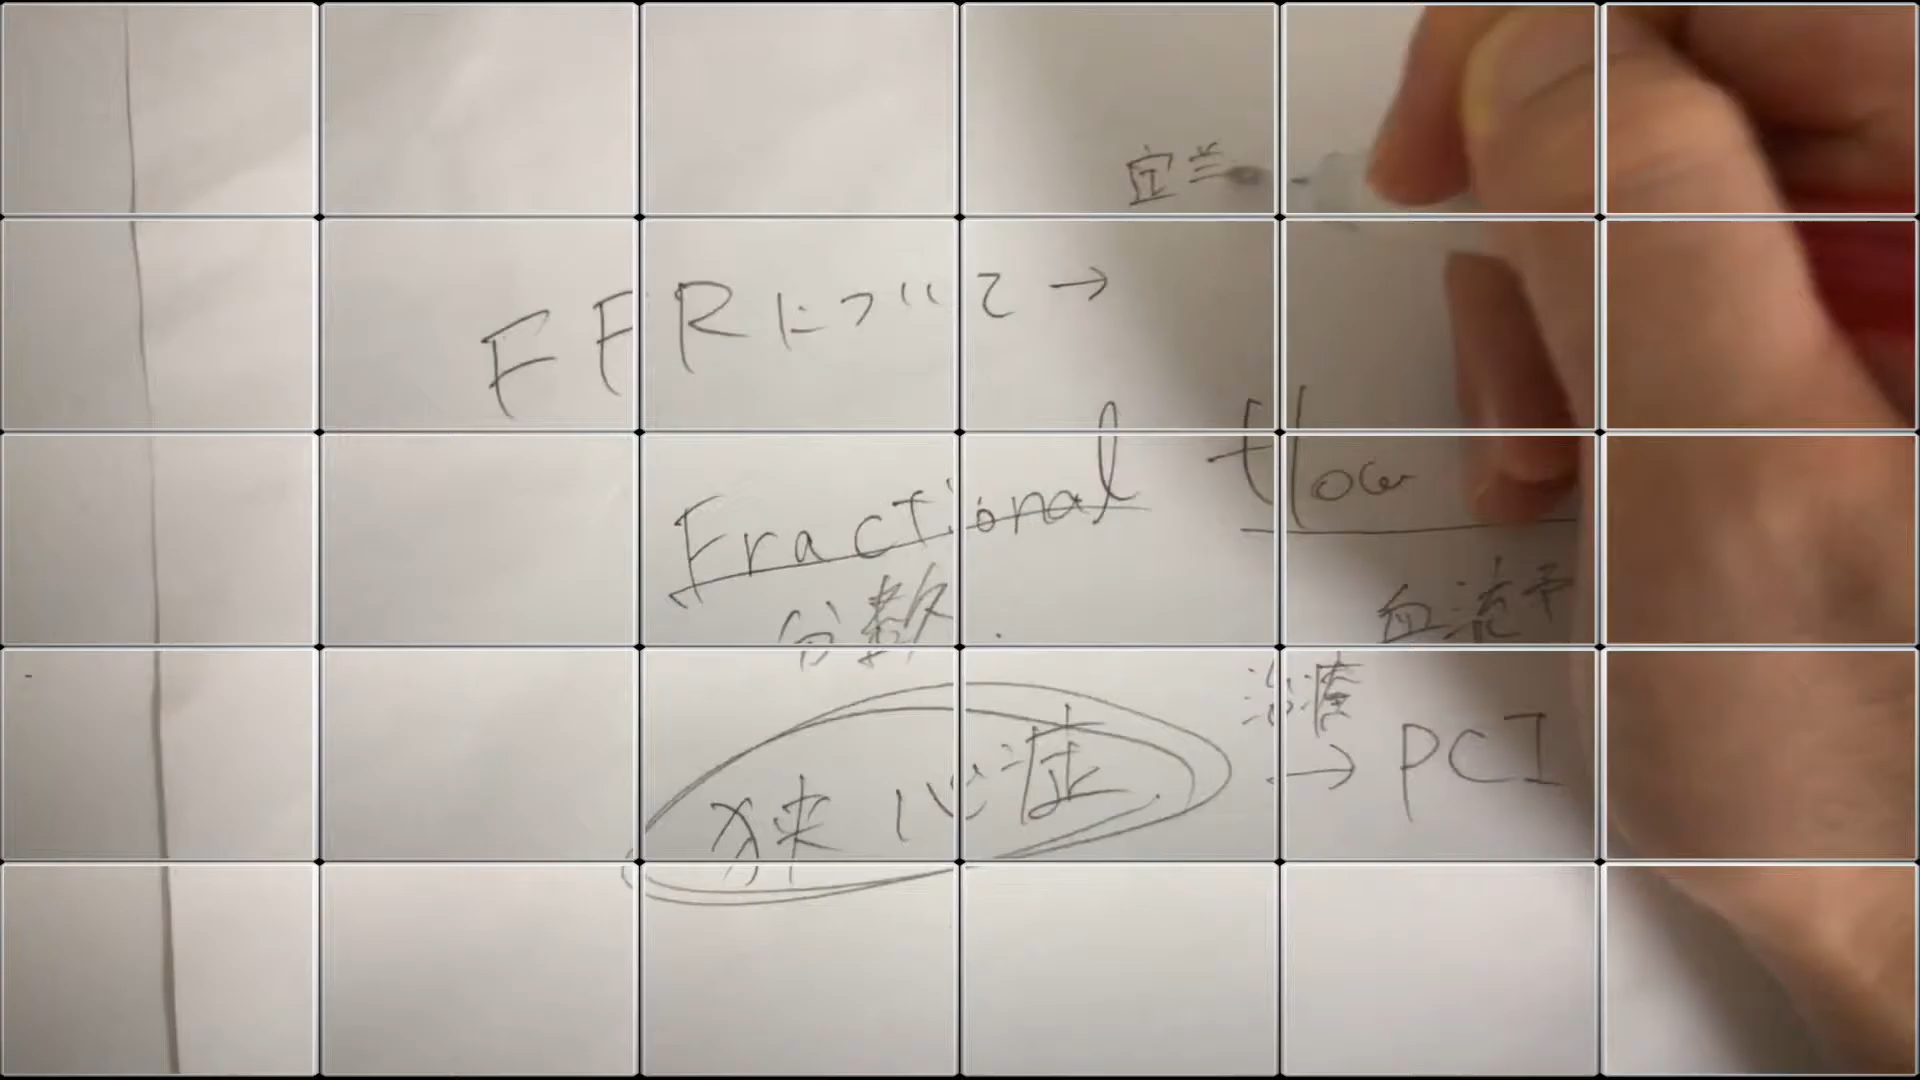 FFRについて→
Fractional flow
分数 血流予
狭心症 → PCI
治療